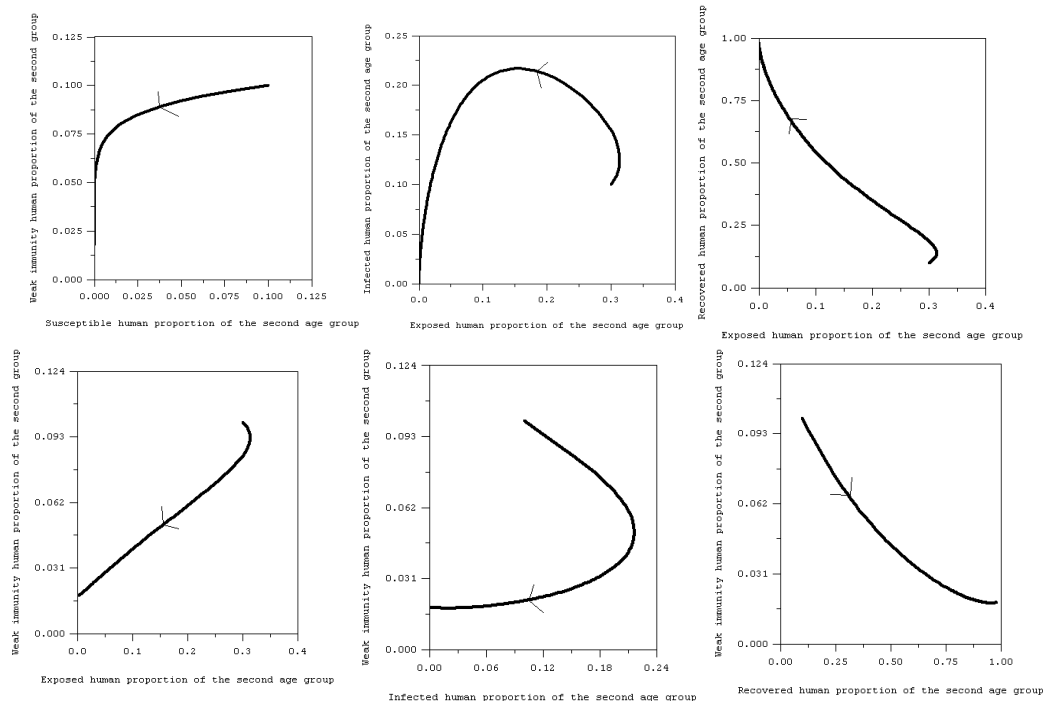 Weak immunity human proportion of the second group
0.125
0.100
0.075
0.050
0.025
0.000
0.000 0.025 0.050 0.075 0.100 0.125
Susceptible human proportion of the second age group
Infected human proportion of the second age group
0.25
0.20
0.15
0.10
0.05
0.00
0.0 0.1 0.2 0.3 0.4
Exposed human proportion of the second age group
Recovered human proportion of the second age group
1.00
0.75
0.50
0.25
0.00
0.0 0.1 0.2 0.3 0.4
Exposed human proportion of the second age group
Weak immunity human proportion of the second group
0.124
0.093
0.062
0.031
0.000
0.0 0.1 0.2 0.3 0.4
Exposed human proportion of the second age group
Weak immunity human proportion of the second group
0.124
0.093
0.062
0.031
0.000
0.00 0.06 0.12 0.18 0.24
Infected human proportion of the second age group
Weak immunity human proportion of the second group
0.124
0.093
0.062
0.031
0.000
0.00 0.25 0.50 0.75 1.00
Recovered human proportion of the second age group